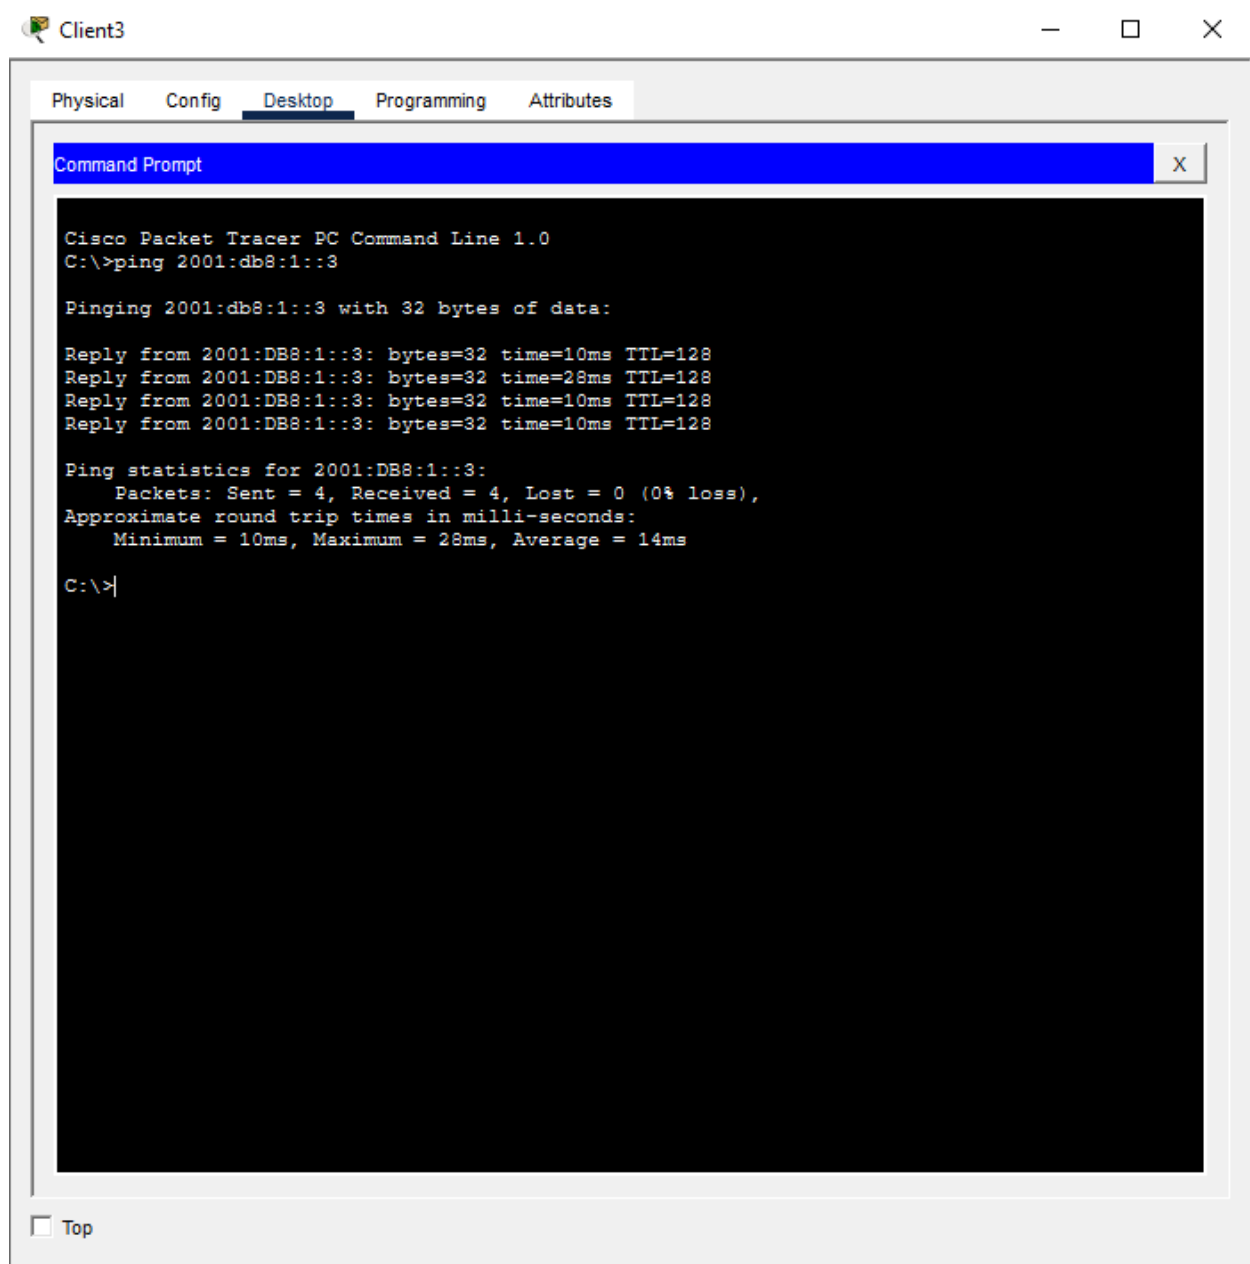 Client3
Physical Config Desktop Programming Attributes
Command Prompt
X
Cisco Packet Tracer PC Command Line 1.0
C:\>ping 2001:db8:1::3
Pinging 2001:db8:1::3 with 32 bytes of data:
Reply from 2001:DB8:1::3: bytes=32 time=10ms TTL=128
Reply from 2001:DB8:1::3: bytes=32 time=28ms TTL=128
Reply from 2001:DB8:1::3: bytes=32 time=10ms TTL=128
Reply from 2001:DB8:1::3: bytes=32 time=10ms TTL=128
Ping statistics for 2001:DB8:1::3:
Packets: Sent = 4, Received = 4, Lost = 0 (0% loss),
Approximate round trip times in milli-seconds:
Minimum = 10ms, Maximum = 28ms, Average = 14ms
C:\>
Top